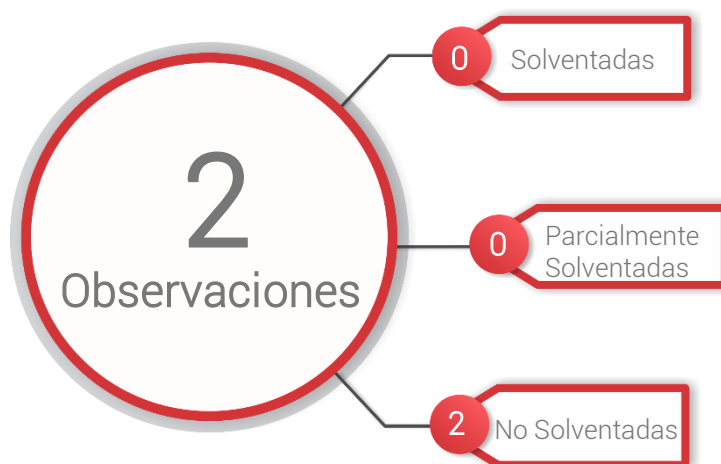 2
Observaciones
0
Solventadas
0
Parcialmente
Solventadas
2
No Solventadas